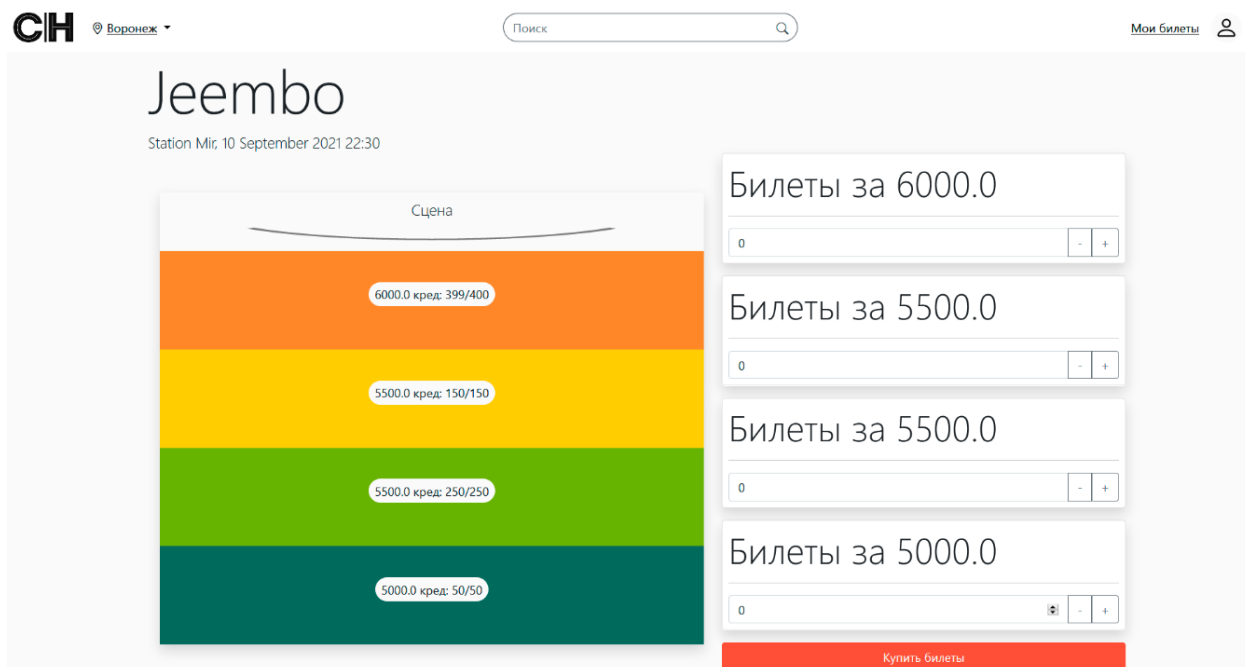 CH
Воронеж
Поиск
Мои билеты
Jeembo
Station Mir, 10 September 2021 22:30
Сцена
6000.0 кред: 399/400
5500.0 кред: 150/150
5500.0 кред: 250/250
5000.0 кред: 50/50
Билеты за 6000.0
0 - +
Билеты за 5500.0
0 - +
Билеты за 5500.0
0 - +
Билеты за 5000.0
0 - +
Купить билеты